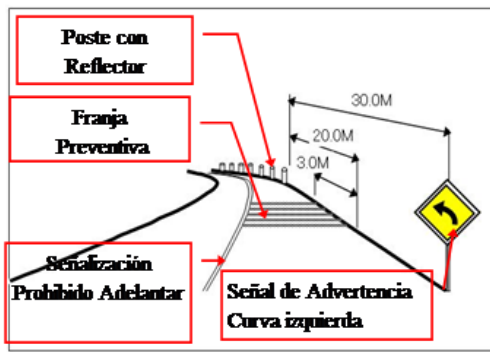 Poste con
Reflector
30.0M
Franja
Preventiva
20.0M
3.0M
Señalización
Prohibido Adelantar
Señal de Advertencia
Curva izquierda